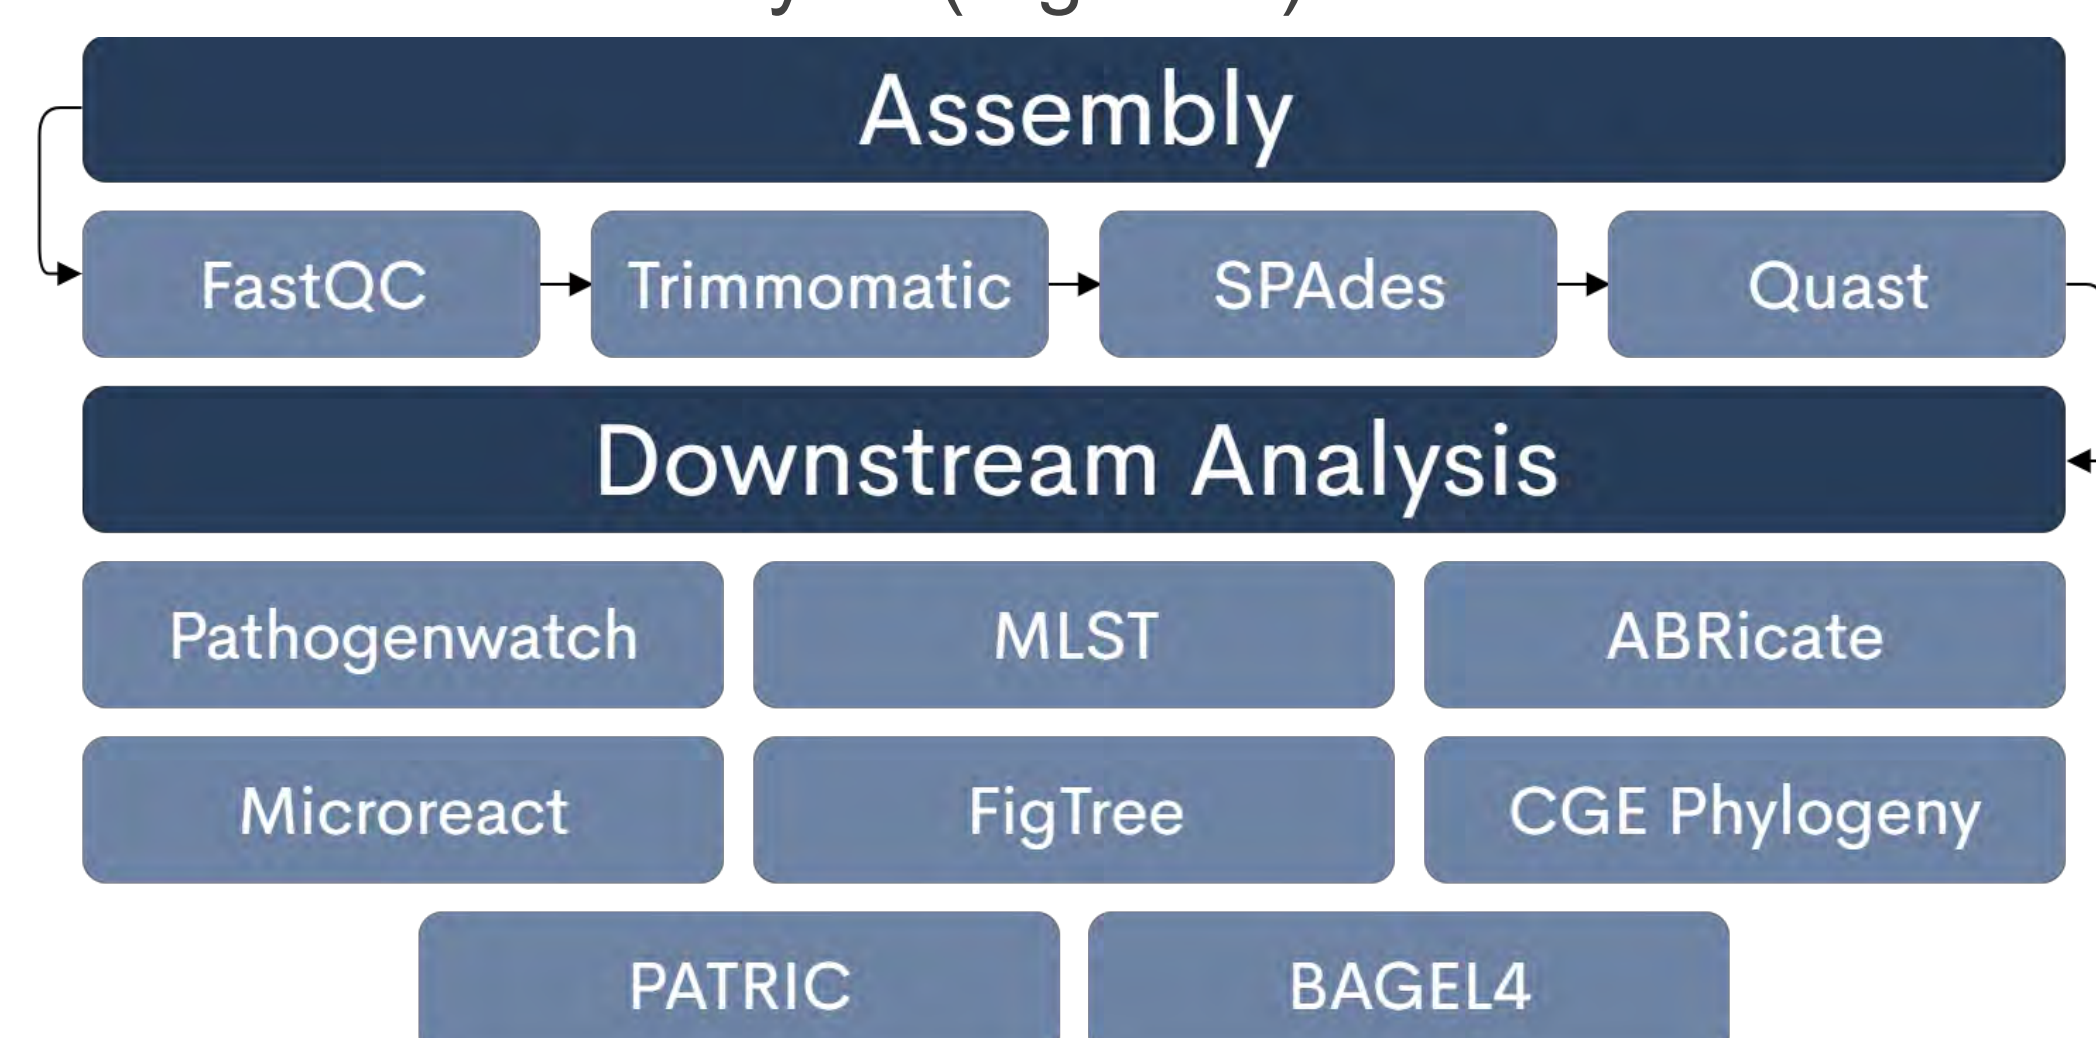 Assembly
FastQC Trimmomatic SPAdes Quast
Downstream Analysis
Pathogenwatch MLST ABRicate
Microreact FigTree CGE Phylogeny
PATRIC BAGEL4